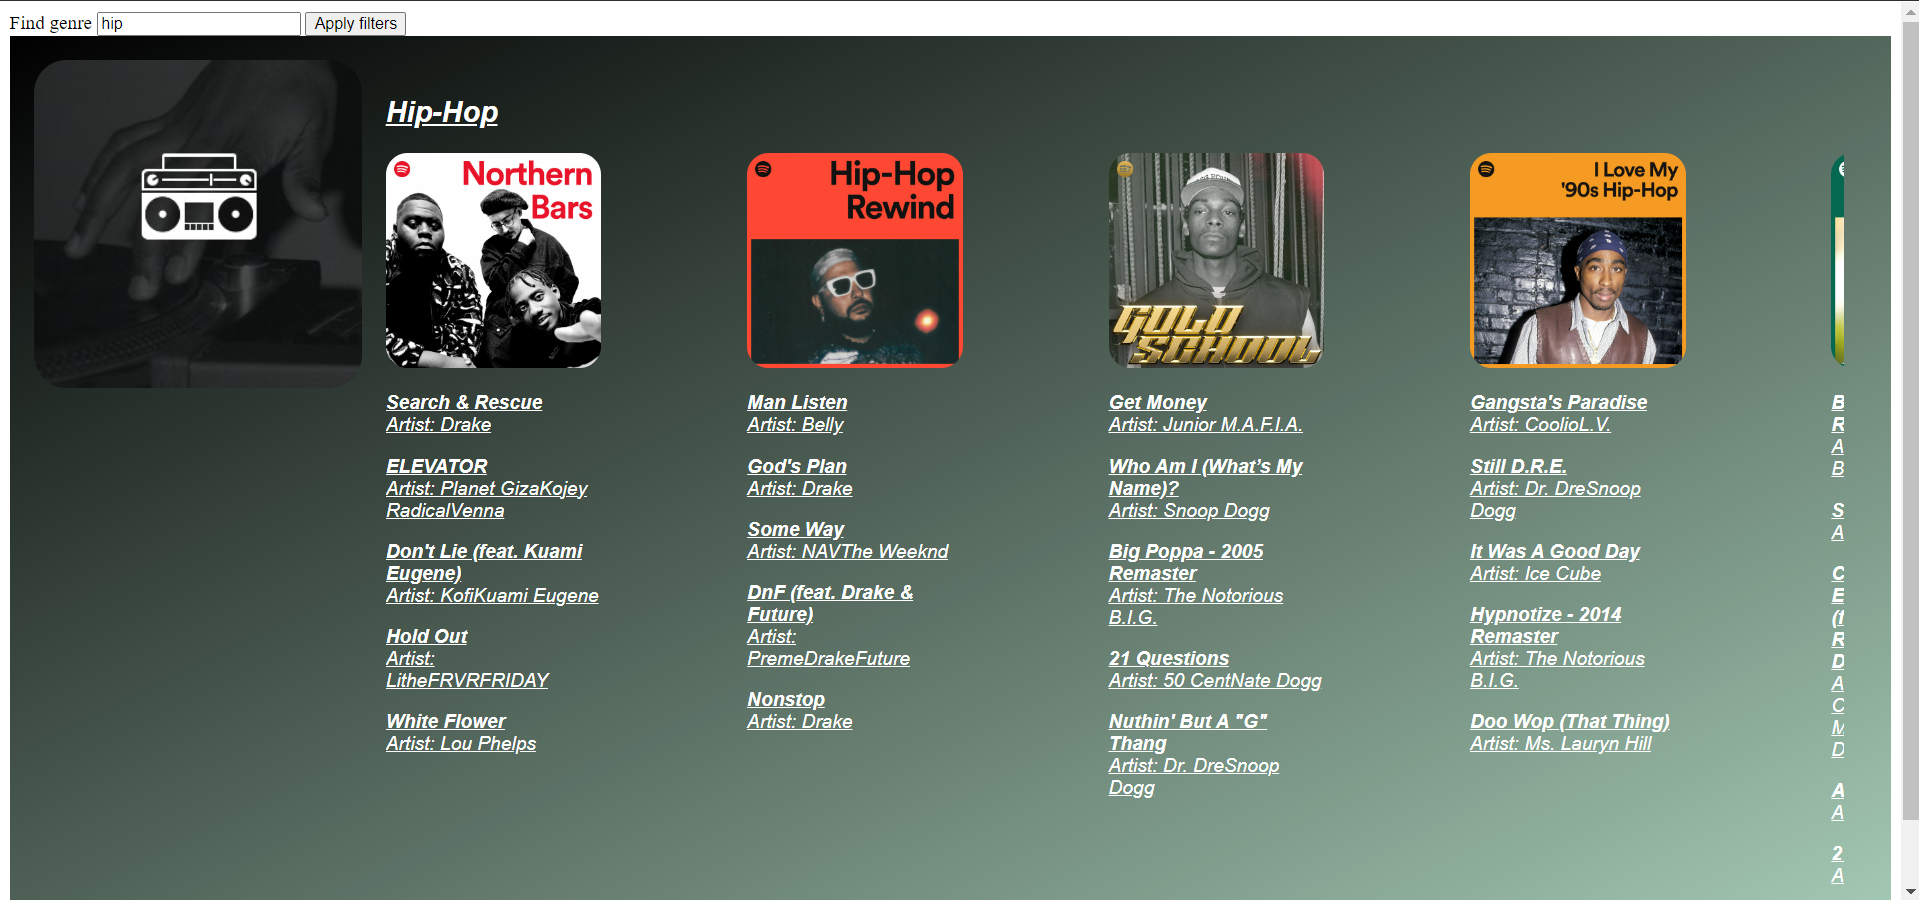 Find genre hip Apply filters
Hip-Hop
Northern
Bars
Search & Rescue
Artist: Drake
ELEVATOR
Artist: Planet GizaKojey
RadicalVenna
Don't Lie (feat. Kuami
Eugene)
Artist: KofiKuami Eugene
Hold Out
Artist:
LitheFRVRFRIDAY
White Flower
Artist: Lou Phelps
Hip-Hop
Rewind
Man Listen
Artist: Belly
God's Plan
Artist: Drake
Some Way
Artist: NAVThe Weeknd
DnF (feat. Drake &
Future)
Artist:
PremeDrakeFuture
Nonstop
Artist: Drake
GOLD
SCHOOL
Get Money
Artist: Junior M.A.F.I.A.
Who Am I (What’s My
Name)?
Artist: Snoop Dogg
Big Poppa - 2005
Remaster
Artist: The Notorious
B.I.G.
21 Questions
Artist: 50 CentNate Dogg
Nuthin' But A "G"
Thang
Artist: Dr. DreSnoop
Dogg
I Love My
'90s Hip-Hop
Gangsta's Paradise
Artist: CoolioL.V.
Still D.R.E.
Artist: Dr. DreSnoop
Dogg
It Was A Good Day
Artist: Ice Cube
Hypnotize - 2014
Remaster
Artist: The Notorious
B.I.G.
Doo Wop (That Thing)
Artist: Ms. Lauryn Hill